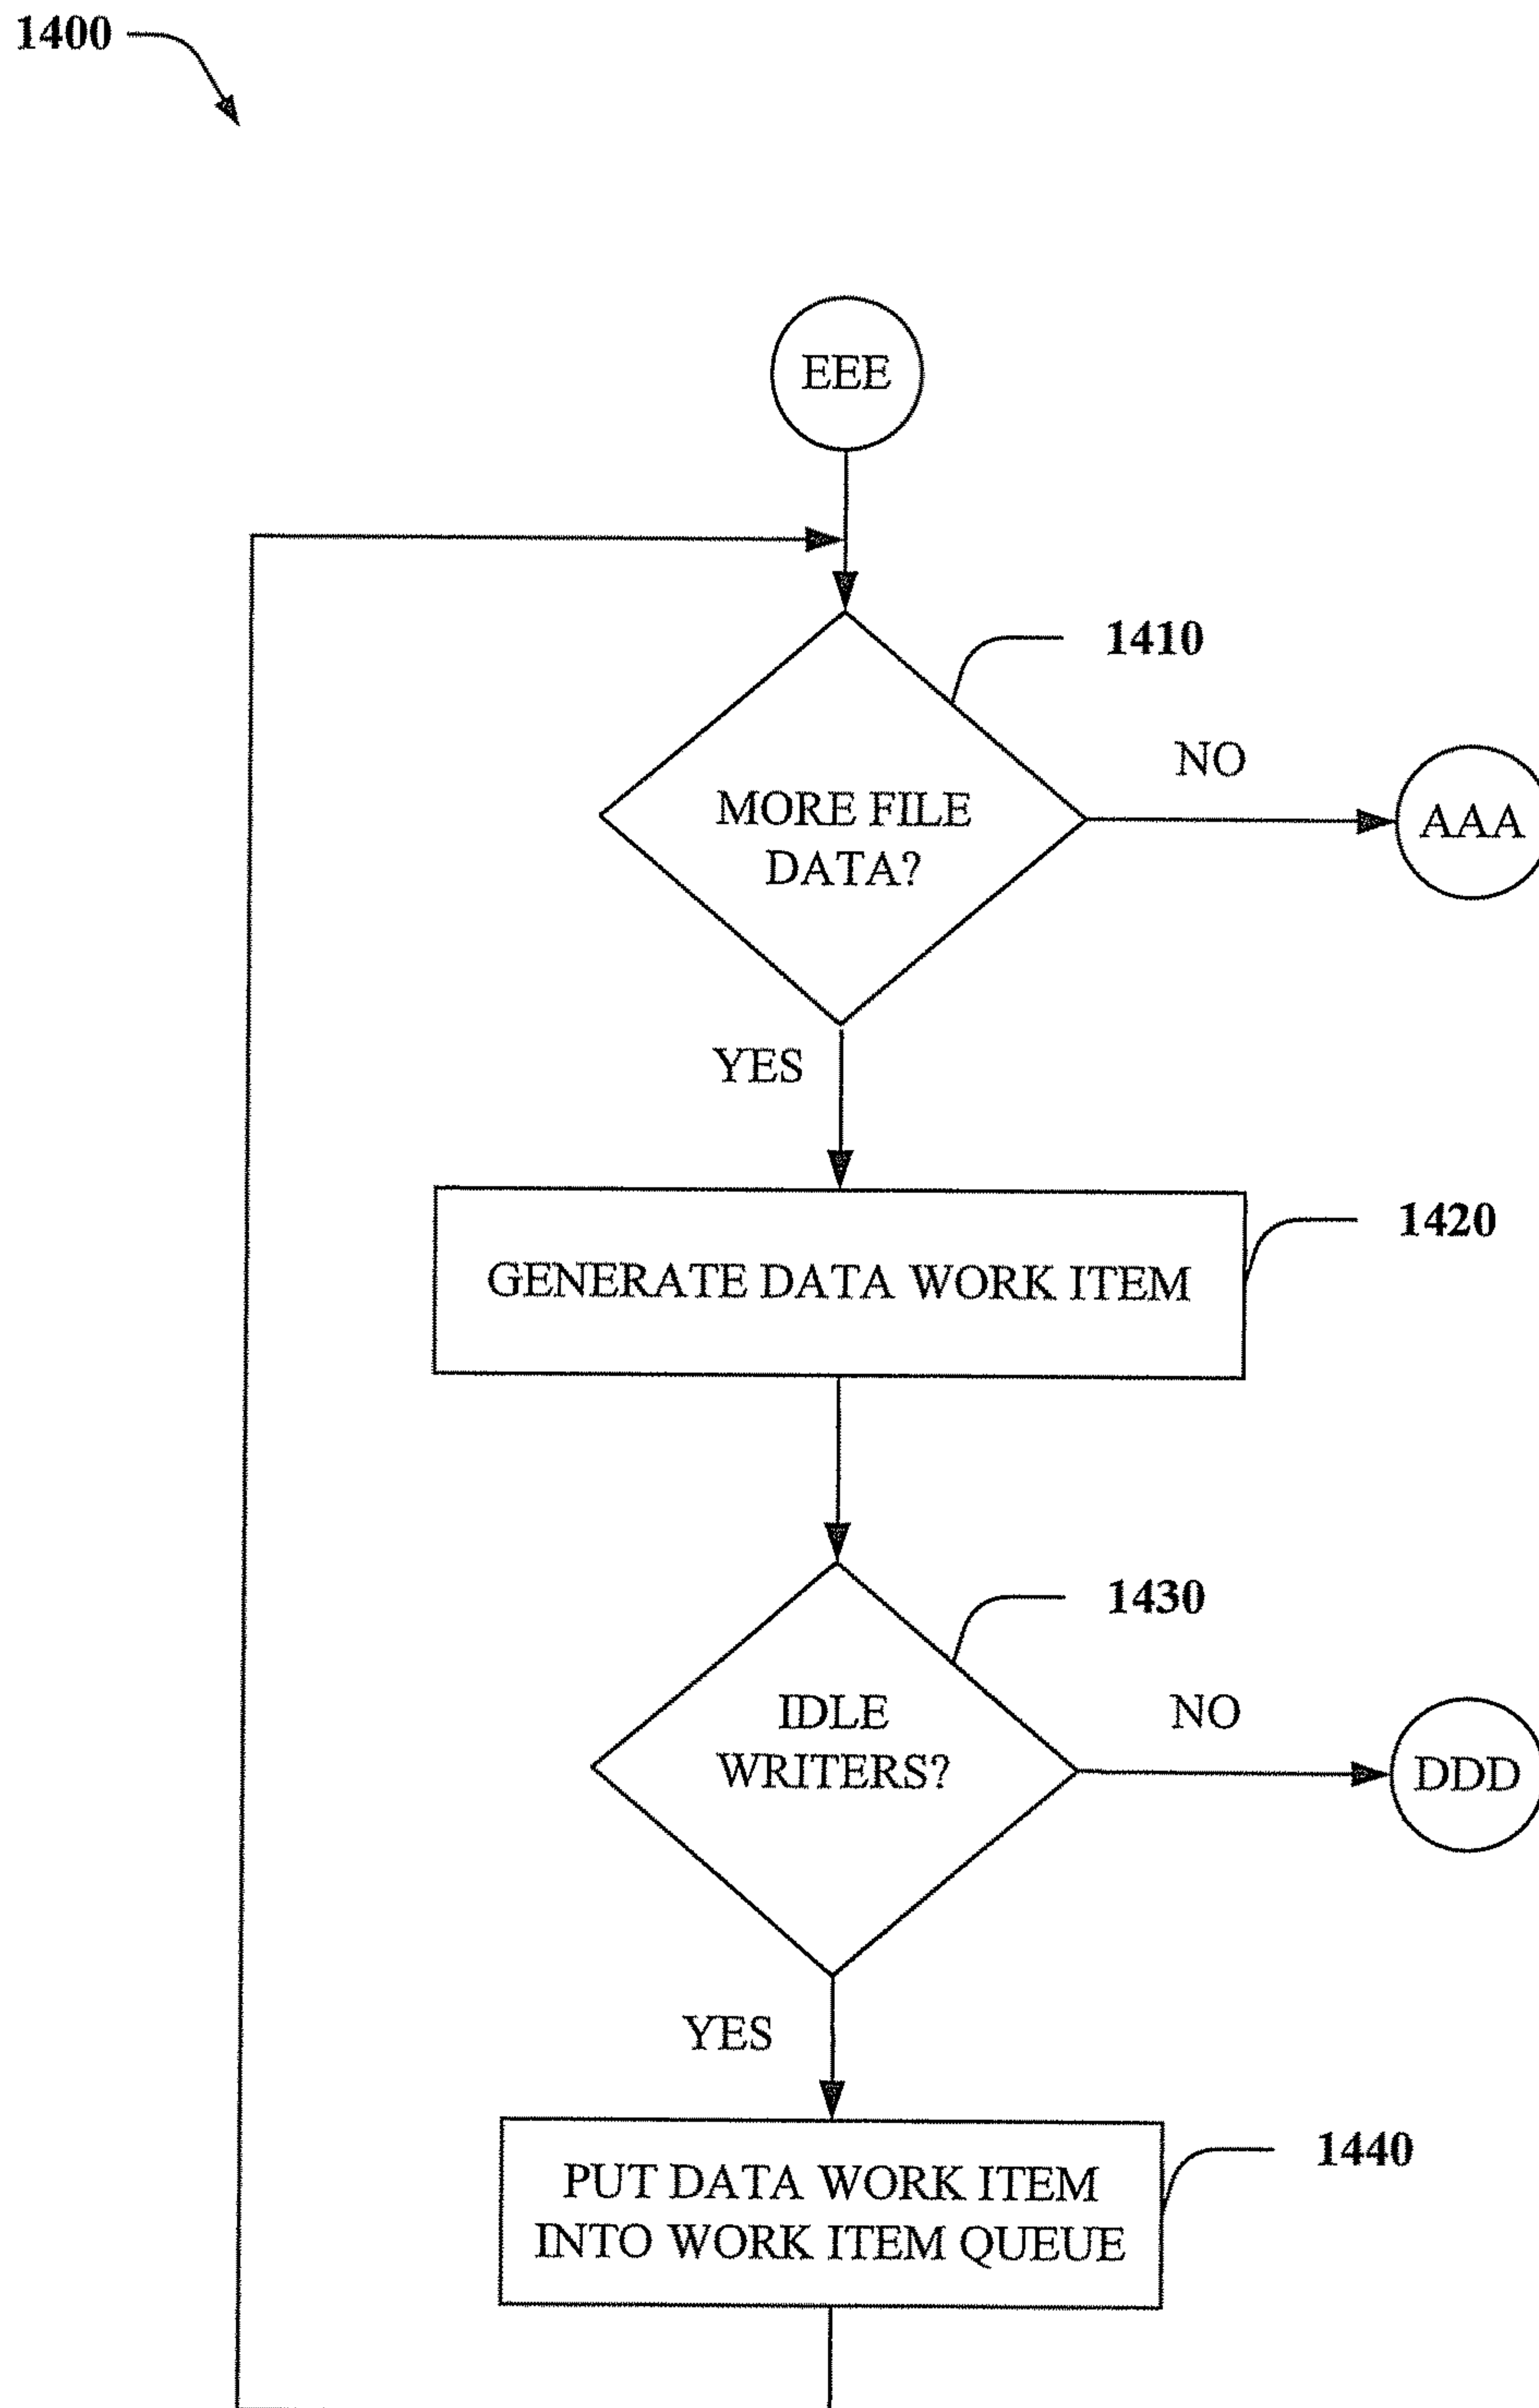 1400
EEE
1410
NO
MORE FILE
DATA?
AAA
YES
1420
GENERATE DATA WORK ITEM
1430
IDLE
WRITERS?
NO
DDD
YES
1440
PUT DATA WORK ITEM
INTO WORK ITEM QUEUE